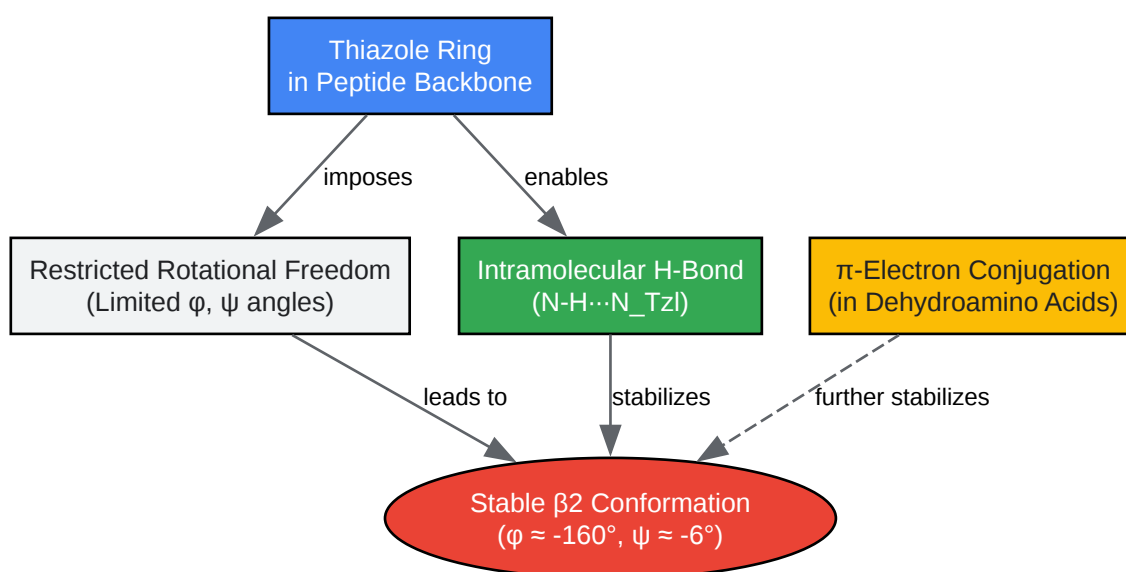 Thiazole Ring
in Peptide Backbone
imposes
enables
Restricted Rotational Freedom
(Limited φ, ψ angles)
Intramolecular H-Bond
(N-H···N_Tzl)
π-Electron Conjugation
(in Dehydroamino Acids)
leads to
stabilizes
further stabilizes
Stable β2 Conformation
(φ ≈ -160°, ψ ≈ -6°)